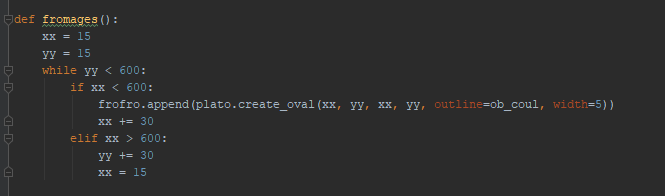 def fromages():
    xx = 15
    yy = 15
    while yy < 600:
        if xx < 600:
            frofro.append(plato.create_oval(xx, yy, xx, yy, outline=ob_coul, width=5))
            xx += 30
        elif xx > 600:
            yy += 30
            xx = 15